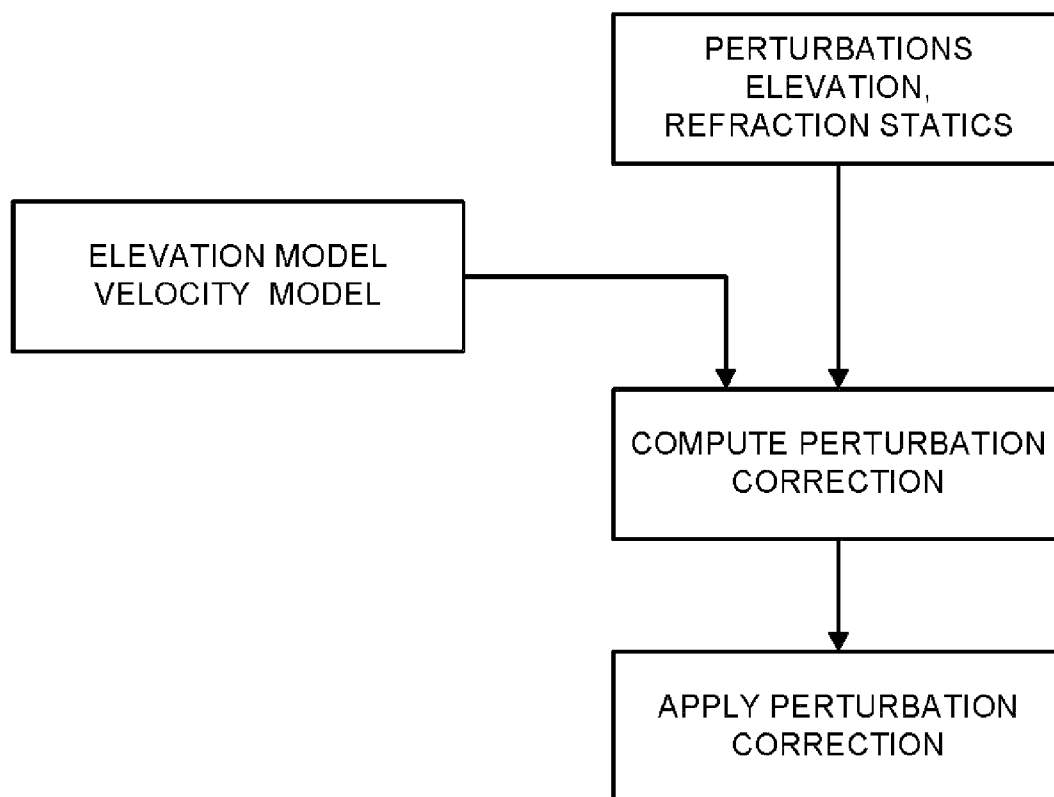 PERTURBATIONS
ELEVATION,
REFRACTION STATICS
ELEVATION MODEL
VELOCITY MODEL
COMPUTE PERTURBATION
CORRECTION
APPLY PERTURBATION
CORRECTION